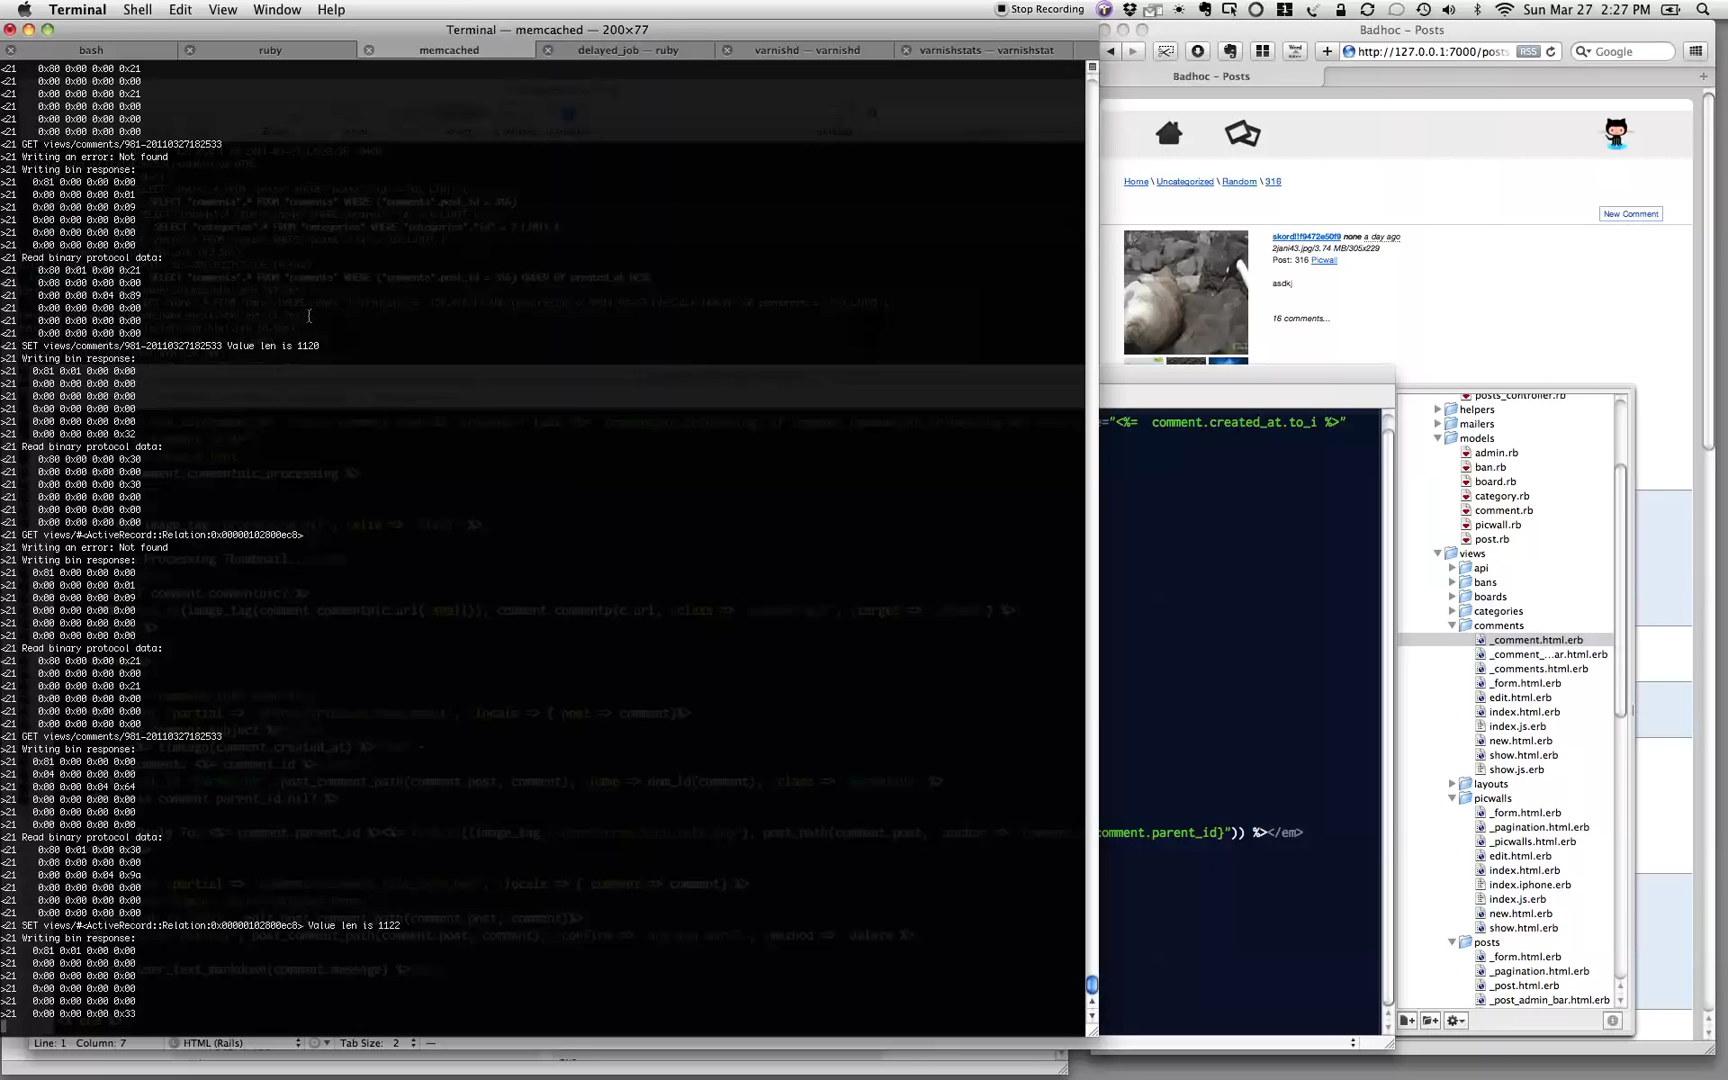 Terminal Shell Edit View Window Help
Stop Recording
Sun Mar 27 2:27 PM
Terminal — memcached — 200×77
bash
ruby
memcached
delayed_job — ruby
varnishd — varnishd
varnishstats — varnishstat
<21 0x80 0x00 0x00 0x21
<21 0x00 0x00 0x00 0x00
<21 0x00 0x00 0x00 0x21
<21 0x00 0x00 0x00 0x00
<21 0x00 0x00 0x00 0x00
<21 0x00 0x00 0x00 0x00
<21 GET views/comments/981-20110327182533
>21 Writing an error: Not found
>21 Writing bin response:
>21 0x81 0x00 0x00 0x00
>21 0x00 0x00 0x00 0x01
>21 0x00 0x00 0x00 0x09
>21 0x00 0x00 0x00 0x00
>21 0x00 0x00 0x00 0x00
>21 0x00 0x00 0x00 0x00
<21 Read binary protocol data:
<21 0x80 0x01 0x00 0x21
<21 0x08 0x00 0x00 0x00
<21 0x00 0x00 0x04 0x89
<21 0x00 0x00 0x00 0x00
<21 0x00 0x00 0x00 0x00
<21 0x00 0x00 0x00 0x00
<21 SET views/comments/981-20110327182533 Value len is 1120
>21 Writing bin response:
>21 0x81 0x01 0x00 0x00
>21 0x00 0x00 0x00 0x00
>21 0x00 0x00 0x00 0x00
>21 0x00 0x00 0x00 0x00
>21 0x00 0x00 0x00 0x00
>21 0x00 0x00 0x00 0x32
<21 Read binary protocol data:
<21 0x80 0x00 0x00 0x30
<21 0x00 0x00 0x00 0x00
<21 0x00 0x00 0x00 0x30
<21 0x00 0x00 0x00 0x00
<21 0x00 0x00 0x00 0x00
<21 0x00 0x00 0x00 0x00
<21 GET views/#<ActiveRecord::Relation:0x00000102800ec8>
>21 Writing an error: Not found
>21 Writing bin response:
>21 0x81 0x00 0x00 0x00
>21 0x00 0x00 0x00 0x01
>21 0x00 0x00 0x00 0x09
>21 0x00 0x00 0x00 0x00
>21 0x00 0x00 0x00 0x00
>21 0x00 0x00 0x00 0x00
<21 Read binary protocol data:
<21 0x80 0x00 0x00 0x21
<21 0x00 0x00 0x00 0x00
<21 0x00 0x00 0x00 0x21
<21 0x00 0x00 0x00 0x00
<21 0x00 0x00 0x00 0x00
<21 0x00 0x00 0x00 0x00
<21 GET views/comments/981-20110327182533
>21 Writing bin response:
>21 0x81 0x00 0x00 0x00
>21 0x04 0x00 0x00 0x00
>21 0x00 0x00 0x04 0x64
>21 0x00 0x00 0x00 0x00
>21 0x00 0x00 0x00 0x00
>21 0x00 0x00 0x00 0x00
<21 Read binary protocol data:
<21 0x80 0x01 0x00 0x30
<21 0x08 0x00 0x00 0x00
<21 0x00 0x00 0x04 0x9a
<21 0x00 0x00 0x00 0x00
<21 0x00 0x00 0x00 0x00
<21 0x00 0x00 0x00 0x00
<21 SET views/#<ActiveRecord::Relation:0x00000102800ec8> Value len is 1122
>21 Writing bin response:
>21 0x81 0x01 0x00 0x00
>21 0x00 0x00 0x00 0x00
>21 0x00 0x00 0x00 0x00
>21 0x00 0x00 0x00 0x00
>21 0x00 0x00 0x00 0x00
>21 0x00 0x00 0x00 0x33
Line: 1 Column: 7
HTML (Rails)
Tab Size: 2
Badhoc – Posts
http://127.0.0.1:7000/posts
RSS
Google
Badhoc – Posts
Home \ Uncategorized \ Random \ 316
New Comment
skord!!f9472e50f9 none a day ago
2jani43.jpg/3.74 MB/305x229
Post: 316 Picwall
asdkj
16 comments...
="<%= comment.created_at.to_i %>"
comment.parent_id}")) %></em>
posts_controller.rb
helpers
mailers
models
admin.rb
ban.rb
board.rb
category.rb
comment.rb
picwall.rb
post.rb
views
api
bans
boards
categories
comments
_comment.html.erb
_comment_...ar.html.erb
_comments.html.erb
_form.html.erb
edit.html.erb
index.html.erb
index.js.erb
new.html.erb
show.html.erb
show.js.erb
layouts
picwalls
_form.html.erb
_pagination.html.erb
_picwalls.html.erb
edit.html.erb
index.html.erb
index.iphone.erb
index.js.erb
new.html.erb
show.html.erb
posts
_form.html.erb
_pagination.html.erb
_post.html.erb
_post_admin_bar.html.erb